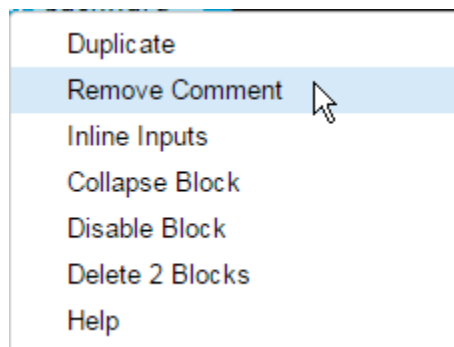 Duplicate
Remove Comment
Inline Inputs
Collapse Block
Disable Block
Delete 2 Blocks
Help